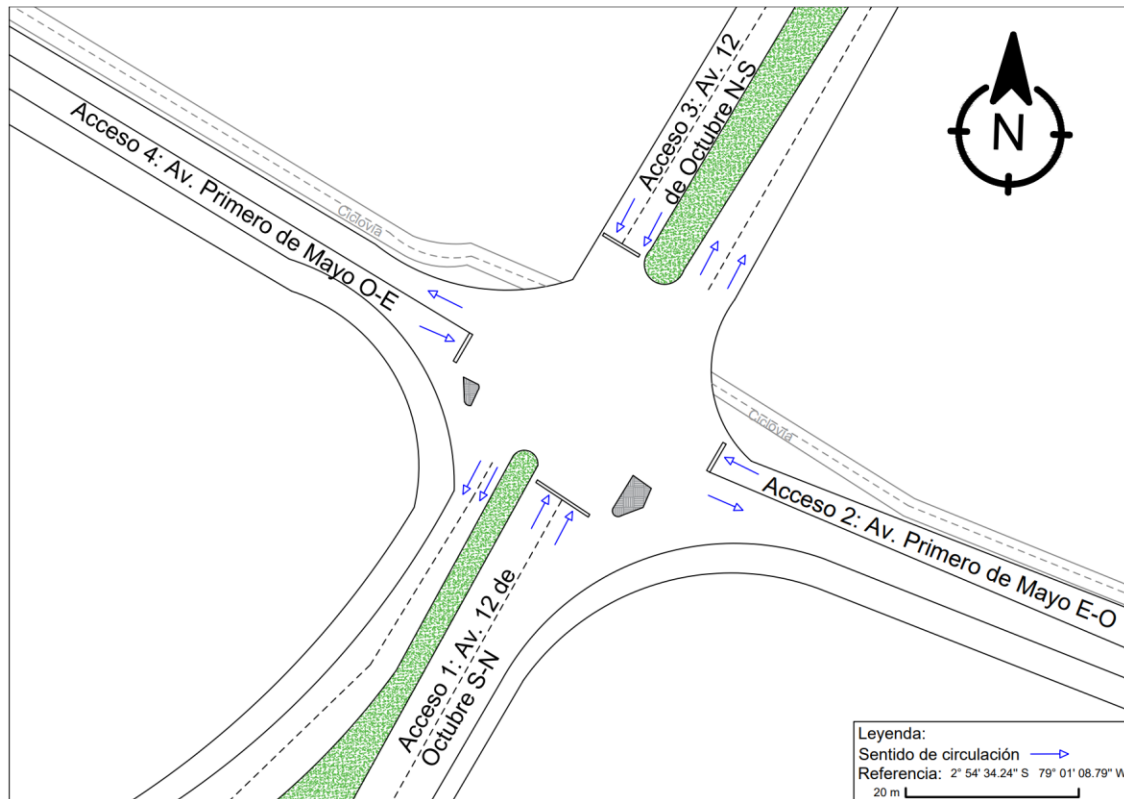 Acceso 3: Av. 12
de Octubre N-S
N
Acceso 4: Av. Primero de Mayo O-E
Ciclovía
Ciclovía
Acceso 2: Av. Primero de Mayo E-O
Acceso 1: Av. 12 de
Octubre S-N
Leyenda:
Sentido de circulación
Referencia: 2° 54' 34.24'' S 79° 01' 08.79'' W
20 m